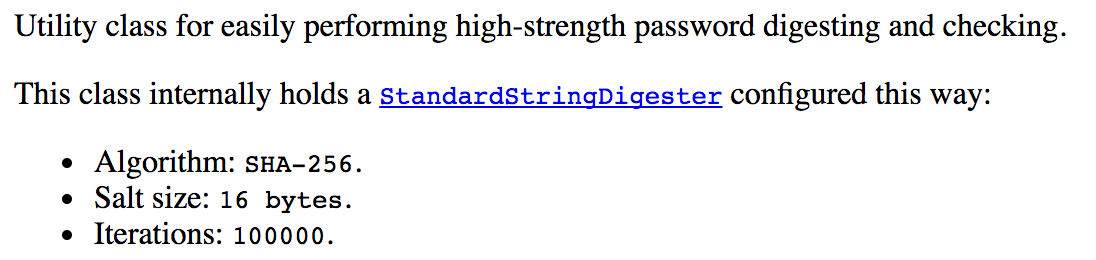 Utility class for easily performing high-strength password digesting and checking.
This class internally holds a StandardStringDigester configured this way:
• Algorithm: SHA-256.
• Salt size: 16 bytes.
• Iterations: 100000.